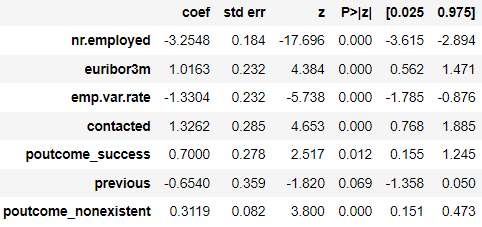 coef std err z P>|z| [0.025 0.975]
nr.employed -3.2548 0.184 -17.696 0.000 -3.615 -2.894
euribor3m 1.0163 0.232 4.384 0.000 0.562 1.471
emp.var.rate -1.3304 0.232 -5.738 0.000 -1.785 -0.876
contacted 1.3262 0.285 4.653 0.000 0.768 1.885
poutcome_success 0.7000 0.278 2.517 0.012 0.155 1.245
previous -0.6540 0.359 -1.820 0.069 -1.358 0.050
poutcome_nonexistent 0.3119 0.082 3.800 0.000 0.151 0.473